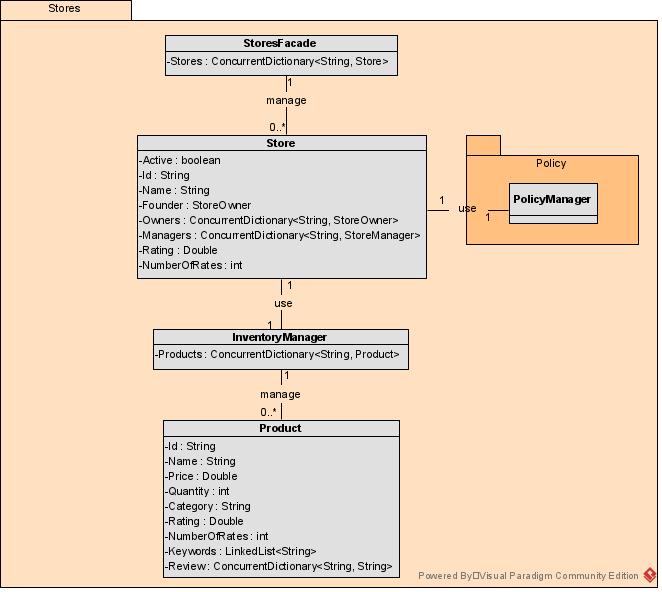 Stores
StoresFacade
-Stores : ConcurrentDictionary<String, Store>
1
manage
0..*
Store
-Active : boolean
-Id : String
-Name : String
-Founder : StoreOwner
-Owners : ConcurrentDictionary<String, StoreOwner>
-Managers : ConcurrentDictionary<String, StoreManager>
-Rating : Double
-NumberOfRates : int
1
use
1
Policy
PolicyManager
1
use
1
InventoryManager
-Products : ConcurrentDictionary<String, Product>
1
manage
0..*
Product
-Id : String
-Name : String
-Price : Double
-Quantity : int
-Category : String
-Rating : Double
-NumberOfRates : int
-Keywords : LinkedList<String>
-Review : ConcurrentDictionary<String, String>
Powered By□Visual Paradigm Community Edition